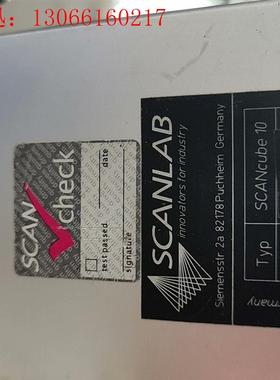 : 13066160217
SCAN
check
test passed
date
signature
SCANLAB
innovators for industry
Siemensstr. 2a 82178 Puchheim Germany
Typ
SCANcube 10